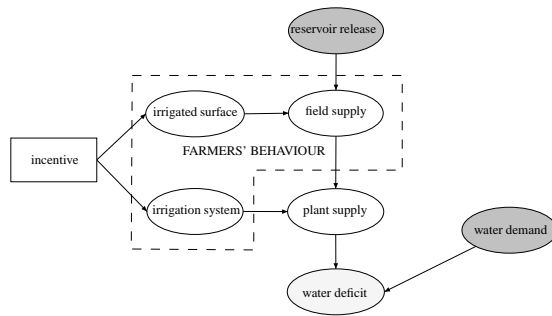 reservoir release
irrigated surface
field supply
FARMERS' BEHAVIOUR
incentive
irrigation system
plant supply
water demand
water deficit